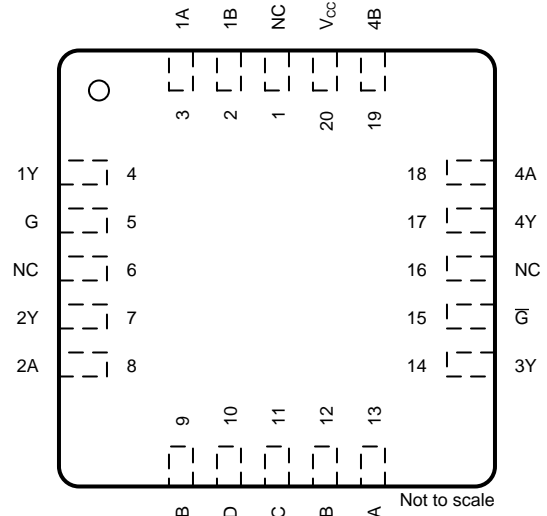 1A 1B NC VCC 4B
3 2 1 20 19
1Y 4 18 4A
G 5 17 4Y
NC 6 16 NC
2Y 7 15 G̅
2A 8 14 3Y
9 10 11 12 13
Not to scale